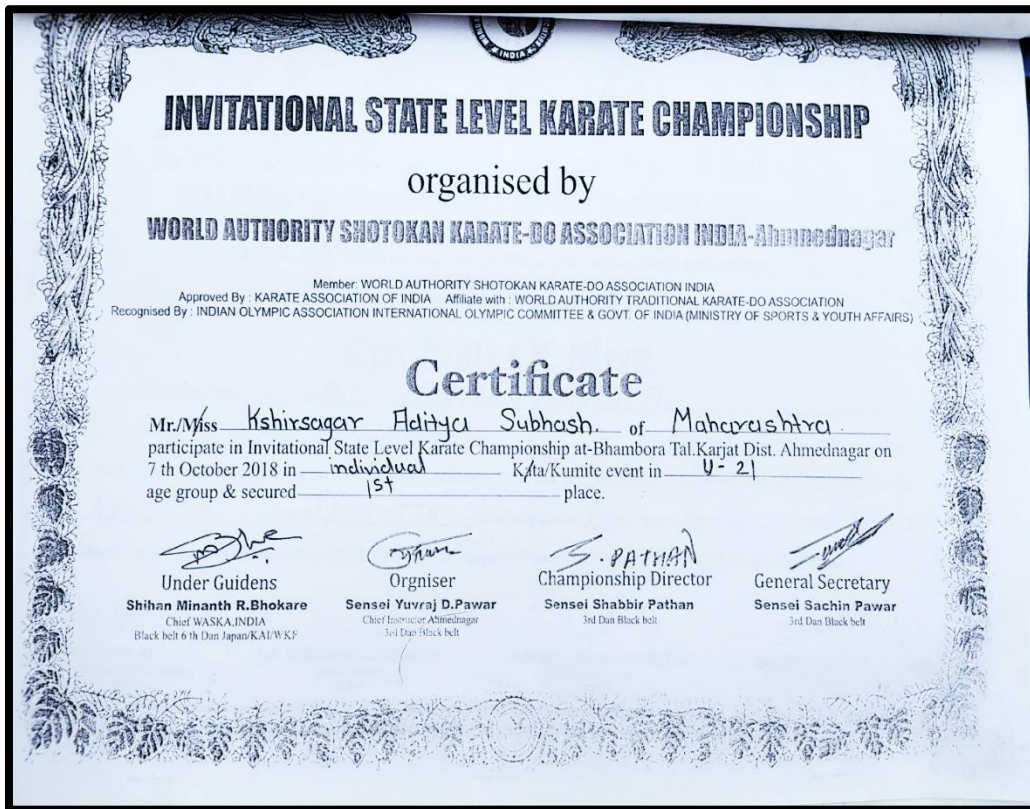 INDIA
INVITATIONAL STATE LEVEL KARATE CHAMPIONSHIP
organised by
WORLD AUTHORITY SHOTOKAN KARATE-DO ASSOCIATION INDIA-Ahmednagar
Member: WORLD AUTHORITY SHOTOKAN KARATE-DO ASSOCIATION INDIA
Approved By : KARATE ASSOCIATION OF INDIA Affiliate with : WORLD AUTHORITY TRADITIONAL KARATE-DO ASSOCIATION
Recognised By : INDIAN OLYMPIC ASSOCIATION INTERNATIONAL OLYMPIC COMMITTEE & GOVT. OF INDIA (MINISTRY OF SPORTS & YOUTH AFFAIRS)
Certificate
Mr./Miss Kshirsagar Aditya Subhash. of Maharashtra.
participate in Invitational State Level Karate Championship at-Bhambora Tal.Karjat Dist. Ahmednagar on
7 th October 2018 in individual Kata/Kumite event in U-21
age group & secured 1st place.
S. PATHAN
Under Guidens Orgniser Championship Director General Secretary
Shihan Minanth R.Bhokare Sensei Yuvraj D.Pawar Sensei Shabbir Pathan Sensei Sachin Pawar
Chief WASKA,INDIA Chief Instructor Ahmednagar 3rd Dan Black belt 3rd Dan Black belt
Black belt 6 th Dan Japan/KAI/WKF 3rd Dan Black belt